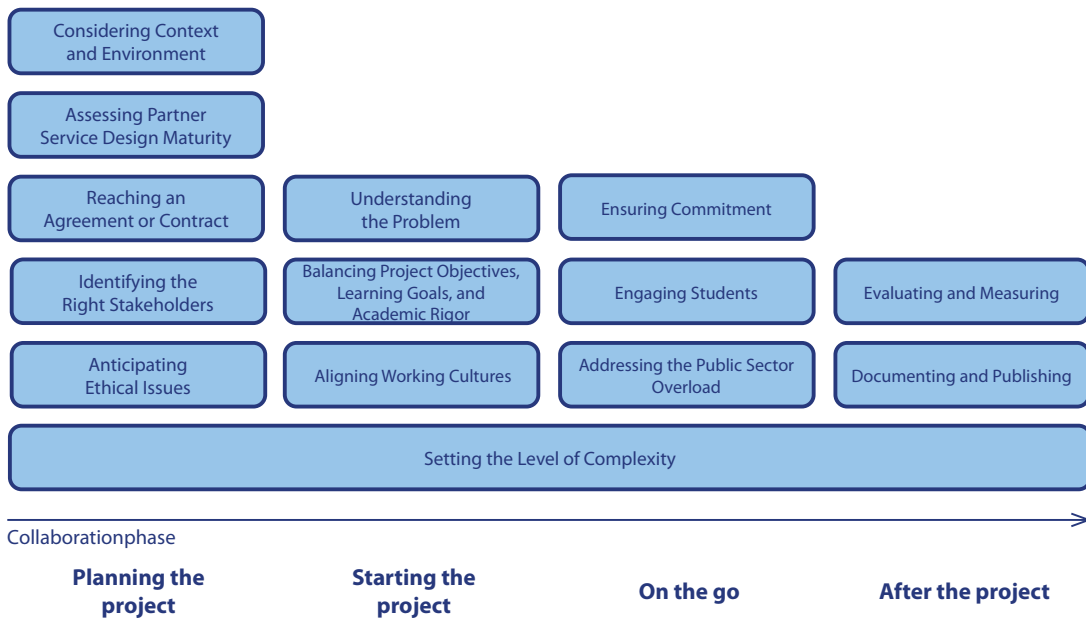 Considering Context
and Environment
Assessing Partner
Service Design Maturity
Reaching an
Agreement or Contract
Understanding
the Problem
Ensuring Commitment
Identifying the
Right Stakeholders
Balancing Project Objectives,
Learning Goals, and
Academic Rigor
Engaging Students
Evaluating and Measuring
Anticipating
Ethical Issues
Aligning Working Cultures
Addressing the Public Sector
Overload
Documenting and Publishing
Setting the Level of Complexity
Collaborationphase
Planning the
project
Starting the
project
On the go
After the project